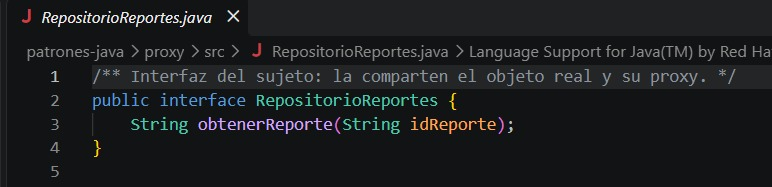 J RepositorioReportes.java ×
patrones-java > proxy > src > J RepositorioReportes.java > Language Support for Java(TM) by Red Ha
1 /** Interfaz del sujeto: la comparten el objeto real y su proxy. */
2 public interface RepositorioReportes {
3 String obtenerReporte(String idReporte);
4 }
5